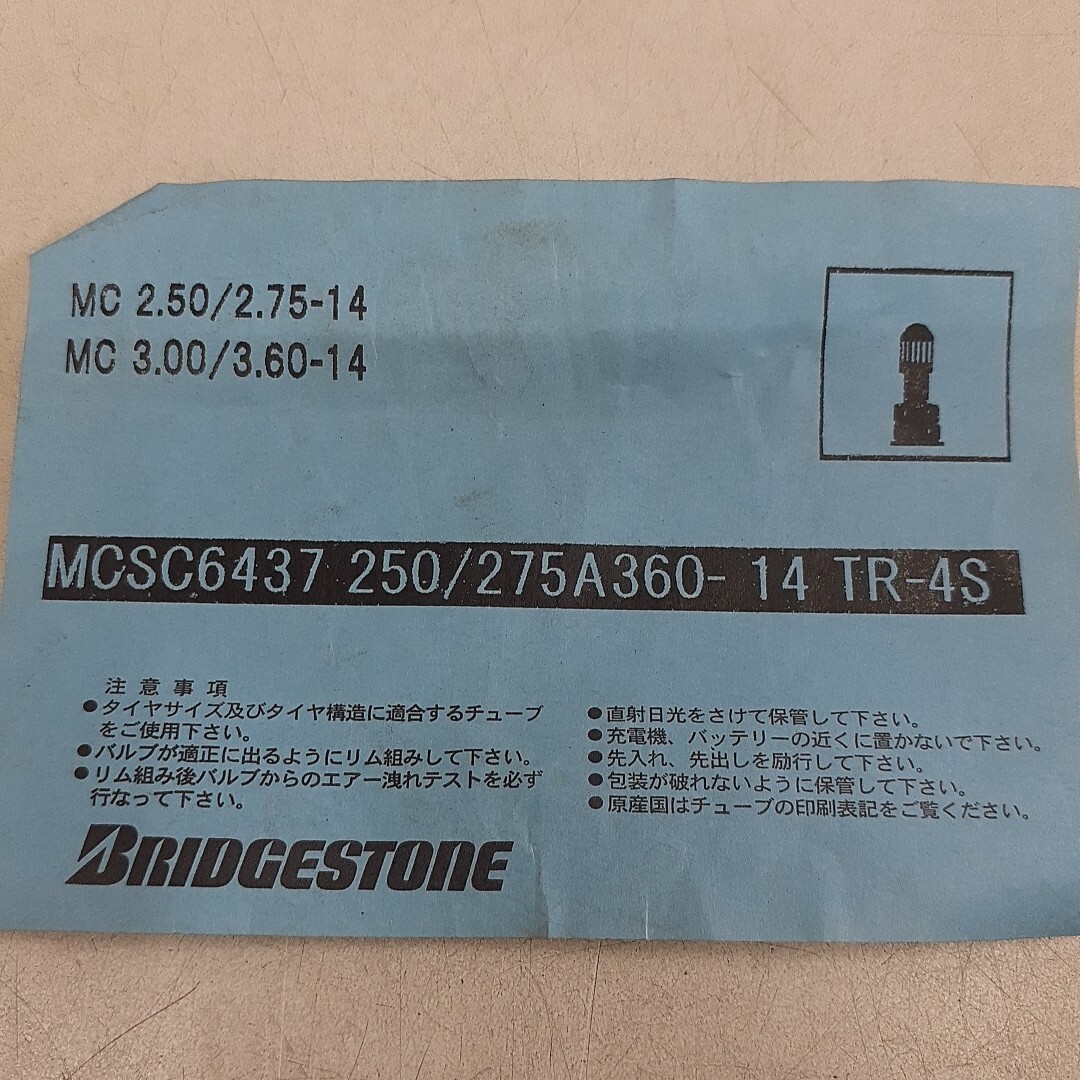 MC 2.50/2.75-14
MC 3.00/3.60-14
MCSC6437 250/275A360- 14 TR-4S
注意事項
●タイヤサイズ及びタイヤ構造に適合するチューブ
をご使用下さい。
●バルブが適正に出るようにリム組みして下さい。
●リム組み後バルブからのエアー洩れテストを必ず
行なって下さい。
●直射日光をさけて保管して下さい。
●充電機、バッテリーの近くに置かないで下さい。
●先入れ、先出しを励行して下さい。
●包装が破れないように保管して下さい。
●原産国はチューブの印刷表記をご覧ください。
BRIDGESTONE